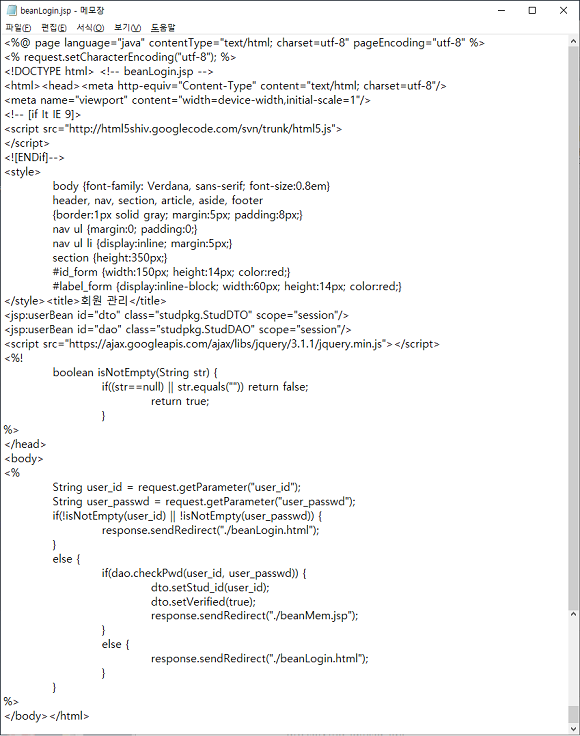 beanLogin.jsp - 메모장
파일(F) 편집(E) 서식(O) 보기(V) 도움말
<%@ page language="java" contentType="text/html; charset=utf-8" pageEncoding="utf-8" %>
<% request.setCharacterEncoding("utf-8"); %>
<!DOCTYPE html> <!-- beanLogin.jsp -->
<html><head><meta http-equiv="Content-Type" content="text/html; charset=utf-8"/>
<meta name="viewport" content="width=device-width,initial-scale=1"/>
<!-- [if lt IE 9]>
<script src="http://html5shiv.googlecode.com/svn/trunk/html5.js">
</script>
<![ENDif]-->
<style>
body {font-family: Verdana, sans-serif; font-size:0.8em}
header, nav, section, article, aside, footer
{border:1px solid gray; margin:5px; padding:8px;}
nav ul {margin:0; padding:0;}
nav ul li {display:inline; margin:5px;}
section {height:350px;}
#id_form {width:150px; height:14px; color:red;}
#label_form {display:inline-block; width:60px; height:14px; color:red;}
</style><title>회원 관리</title>
<jsp:userBean id="dto" class="studpkg.StudDTO" scope="session"/>
<jsp:userBean id="dao" class="studpkg.StudDAO" scope="session"/>
<script src="https://ajax.googleapis.com/ajax/libs/jquery/3.1.1/jquery.min.js"></script>
<%!
boolean isNotEmpty(String str) {
if((str==null) || str.equals("")) return false;
return true;
}
%>
</head>
<body>
<%
String user_id = request.getParameter("user_id");
String user_passwd = request.getParameter("user_passwd");
if(!isNotEmpty(user_id) || !isNotEmpty(user_passwd)) {
response.sendRedirect("./beanLogin.html");
}
else {
if(dao.checkPwd(user_id, user_passwd)) {
dto.setStud_id(user_id);
dto.setVerified(true);
response.sendRedirect("./beanMem.jsp");
}
else {
response.sendRedirect("./beanLogin.html");
}
}
%>
</body></html>